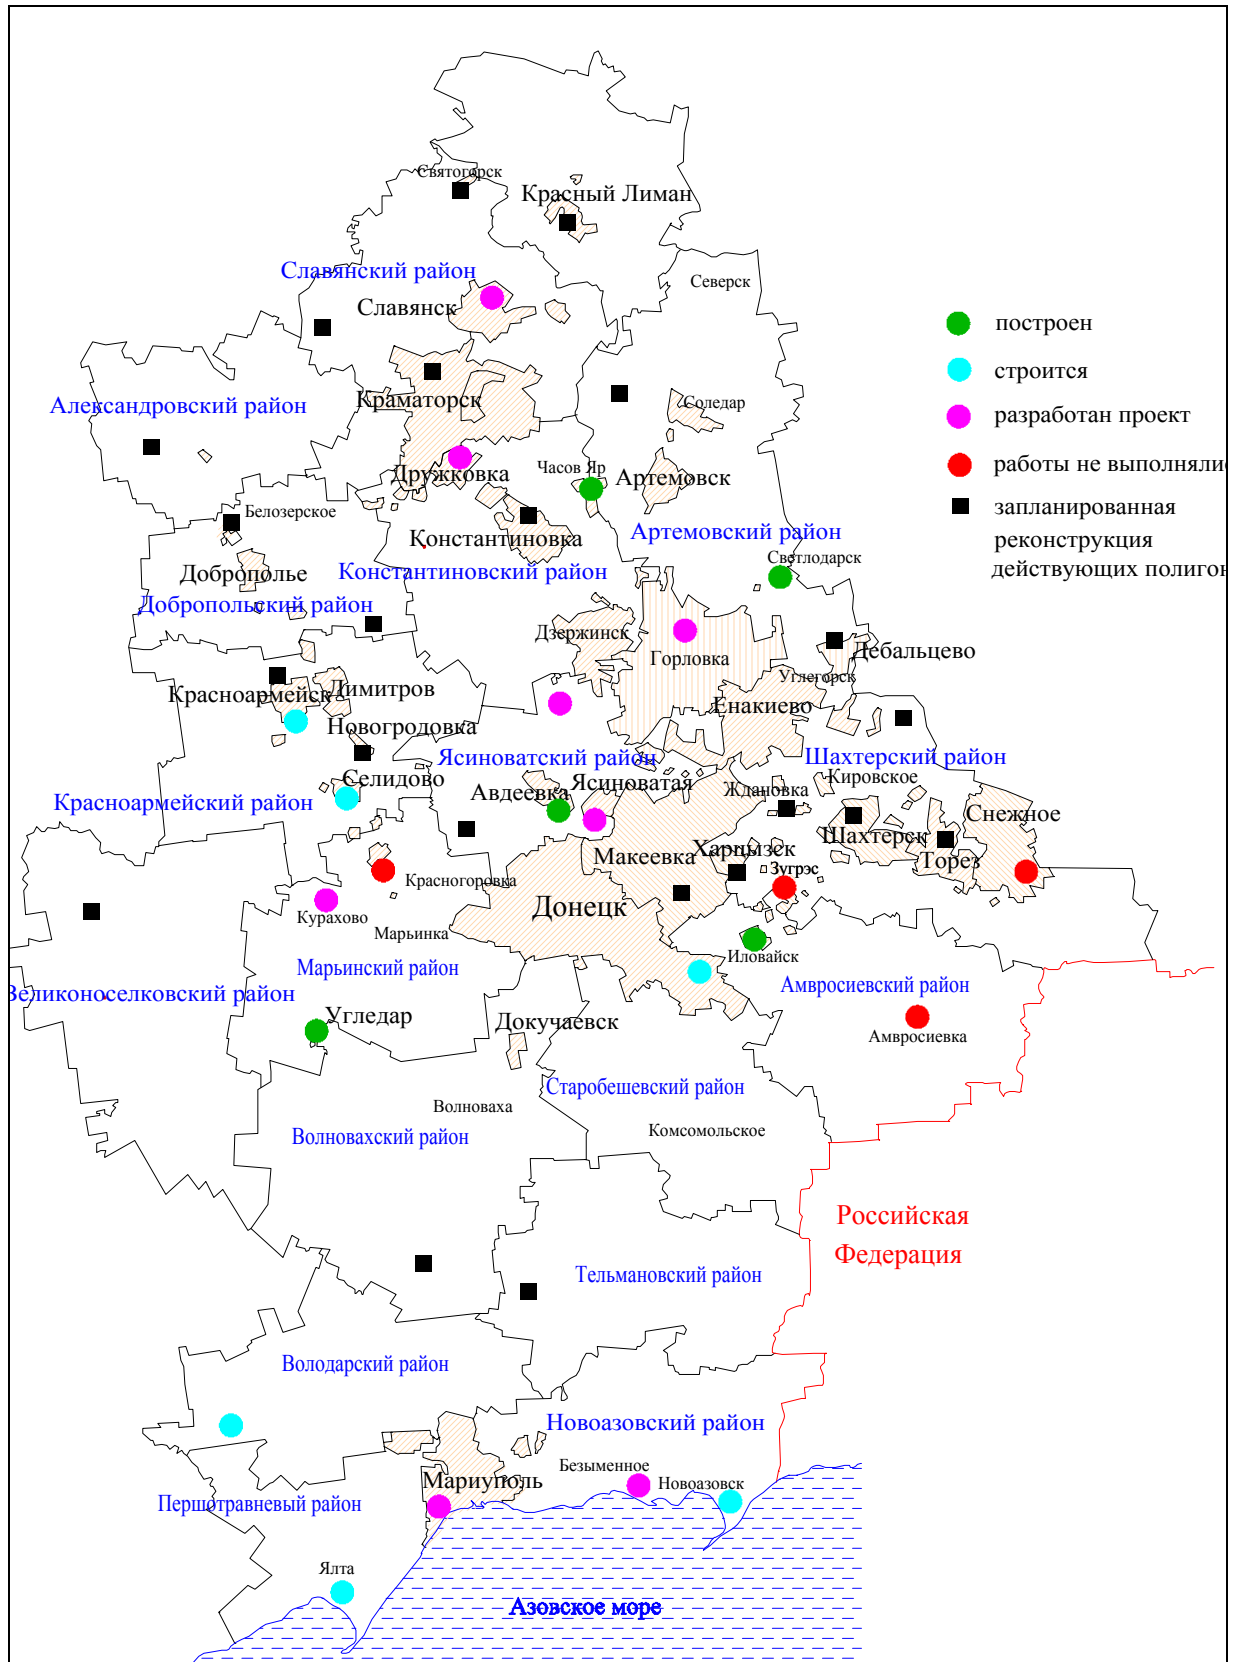 Святогорск
Красный Лиман
Славянский район
Северск
Славянск
построен
строится
Краматорск
Александровский район
Соледар
разработан проект
Дружковка
Часов Яр
Артемовск
работы не выполняли
Белозерское
запланированная
Константиновка
Артемовский район
реконструкция
Светлодарск
действующих полигон
Доброполье
Константиновский район
Добропольский район
Дзержинск
Горловка
Дебальцево
Углегорск
Красноармейск
Димитров
Новогродовка
Енакиево
Ясиноватский район
Шахтерский район
Селидово
Авдеевка
Ясиноватая
Ждановка
Кировское
Красноармейский район
Снежное
Шахтерск
Макеевка
Харцызск
Торез
Зугрэс
Красногоровка
Курахово
Донецк
Марьинка
Иловайск
Марьинский район
Амвросиевский район
Великоноселковский район
Угледар
Докучаевск
Амвросиевка
Старобешевский район
Волноваха
Волновахский район
Комсомольское
Российская
Федерация
Тельмановский район
Володарский район
Новоазовский район
Безыменное
Мариуполь
Новоазовск
Першотравневый район
Ялта
Азовское море